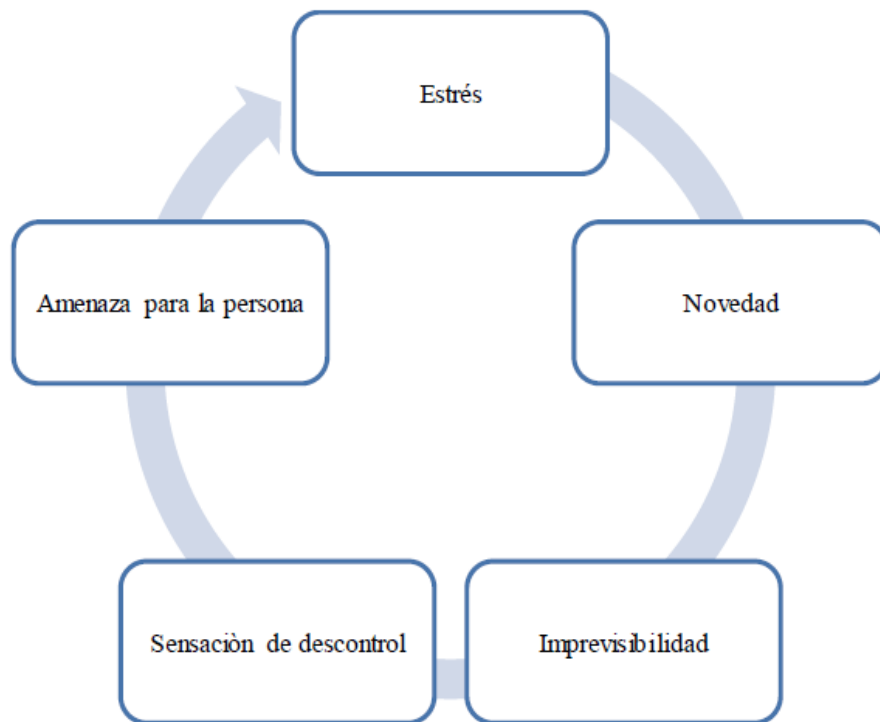 Estrés
Novedad
Imprevisibilidad
Sensaciòn de descontrol
Amenaza para la persona